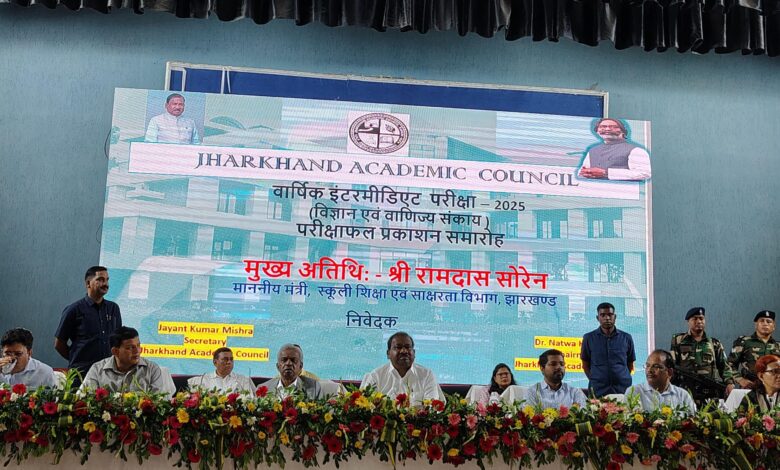 JHARKHAND ACADEMIC COUNCIL
वार्षिक इंटरमीडिएट परीक्षा – 2025
(विज्ञान एवं वाणिज्य संकाय)
परीक्षाफल प्रकाशन समारोह
मुख्य अतिथि: - श्री रामदास सोरेन
माननीय मंत्री, स्कूली शिक्षा एवं साक्षरता विभाग, झारखण्ड
निवेदक
Jayant Kumar Mishra
Secretary
Jharkhand Academic Council
Dr. Natwa